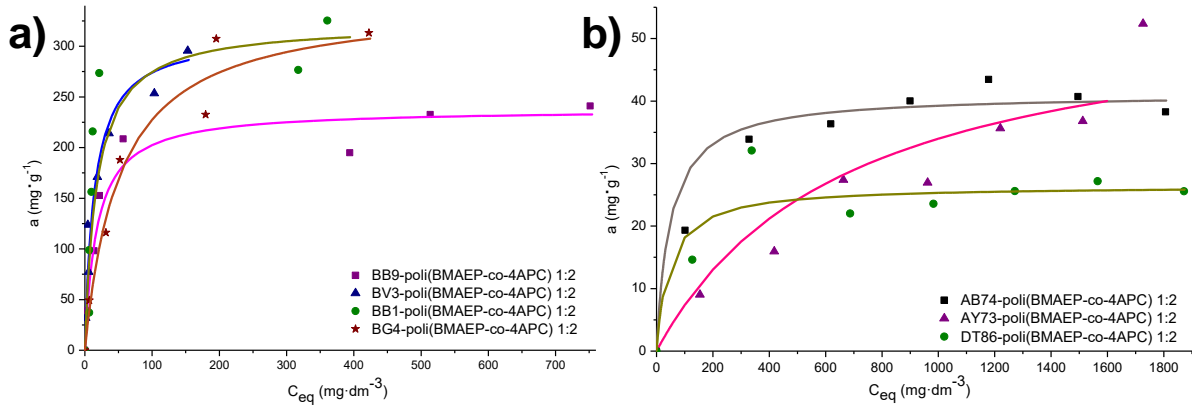 a)
a (mg·g-1)
350
300
250
200
150
100
50
0
BB9-poli(BMAEP-co-4APC) 1:2
BV3-poli(BMAEP-co-4APC) 1:2
BB1-poli(BMAEP-co-4APC) 1:2
BG4-poli(BMAEP-co-4APC) 1:2
0 100 200 300 400 500 600 700
Ceq (mg·dm-3)
b)
a (mg·g-1)
50
40
30
20
10
0
AB74-poli(BMAEP-co-4APC) 1:2
AY73-poli(BMAEP-co-4APC) 1:2
DT86-poli(BMAEP-co-4APC) 1:2
0 200 400 600 800 1000 1200 1400 1600 1800
Ceq (mg·dm-3)